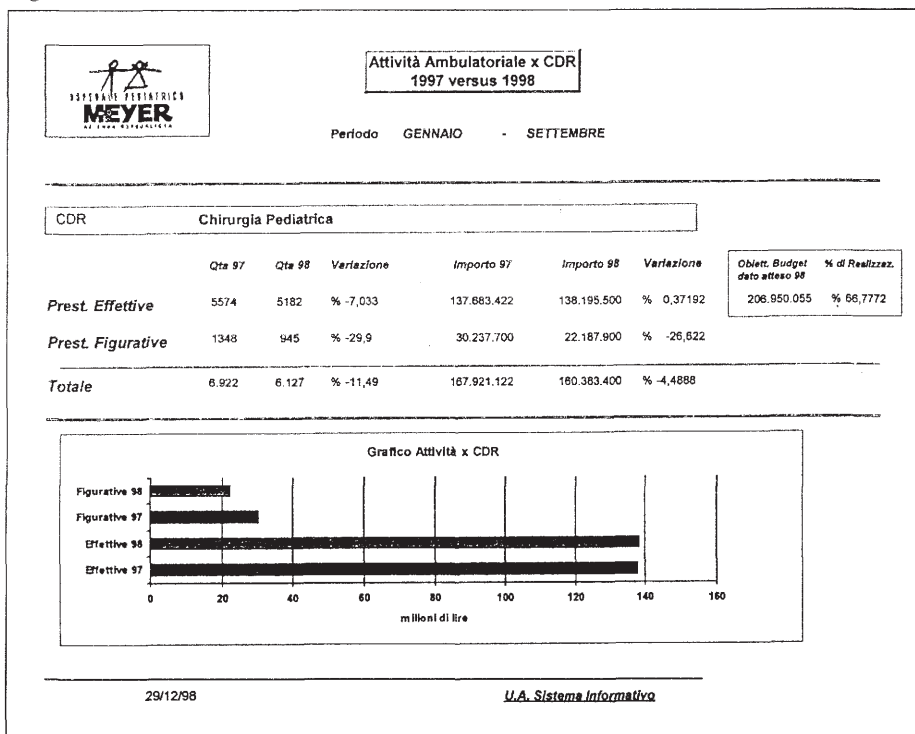 OSPEDALE PEDIATRICO
MEYER
Attività Ambulatoriale x CDR
1997 versus 1998
Periodo GENNAIO - SETTEMBRE
CDR Chirurgia Pediatrica
Qta 97 Qta 98 Variazione Importo 97 Importo 98 Variazione Obiett. Budget dato atteso 98 % di Realizzaz.
Prest. Effettive 5574 5182 % -7,033 137.683.422 138.195.500 % 0,37192 206.950.055 % 66,7772
Prest. Figurative 1348 945 % -29,9 30.237.700 22.187.900 % -26,622
Totale 6.922 6.127 % -11,49 167.921.122 160.383.400 % -4,4888
Grafico Attività x CDR
Figurative 98
Figurative 97
Effettive 98
Effettive 97
0 20 40 60 80 100 120 140 160
milioni di lire
29/12/98 U.A. Sistema Informativo